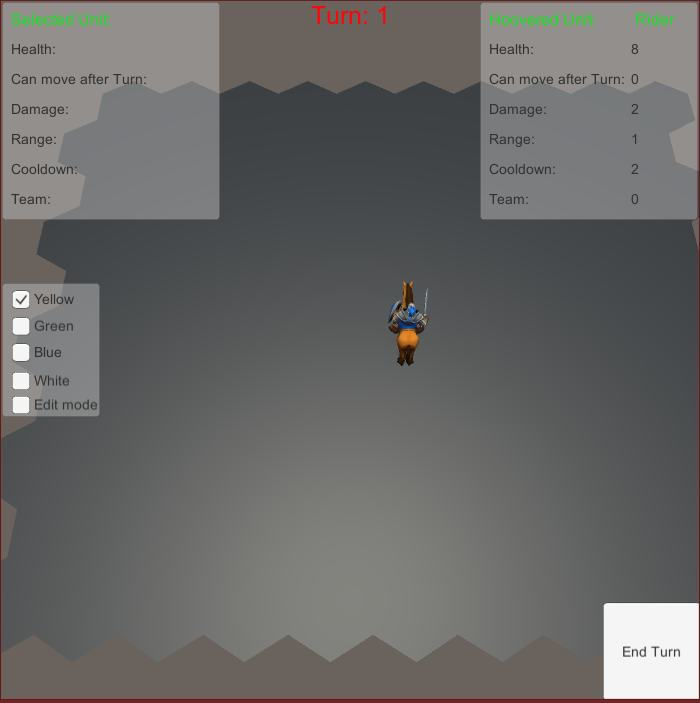 Turn: 1
Selected Unit:
Health:
Can move after Turn:
Damage:
Range:
Cooldown:
Team:
Hoovered Unit: Rider
Health: 8
Can move after Turn: 0
Damage: 2
Range: 1
Cooldown: 2
Team: 0
Yellow
Green
Blue
White
Edit mode
End Turn